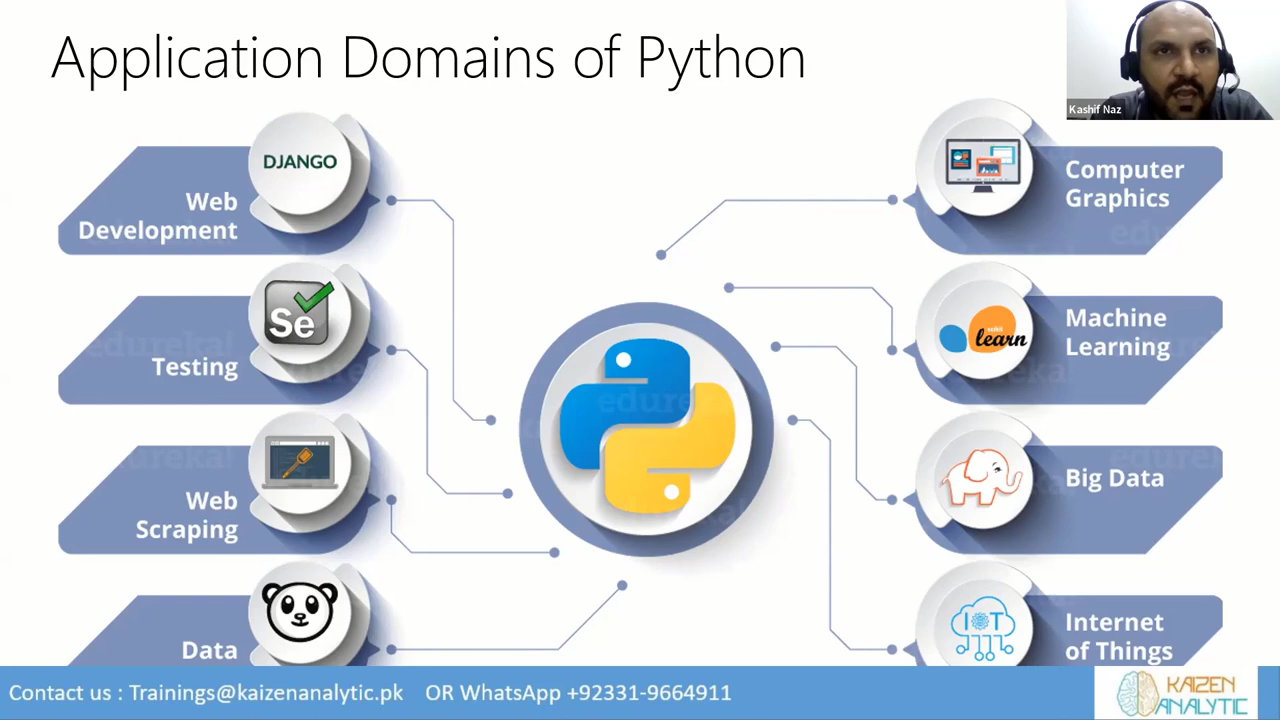 Application Domains of Python
Kashif Naz
DJANGO
Web
Development
Se
Testing
Web
Scraping
Data
edureka!
Computer
Graphics
learn
Machine
Learning
Big Data
IoT
Internet
of Things
Contact us : Trainings@kaizenanalytic.pk OR WhatsApp +92331-9664911
KAIZEN
ANALYTIC